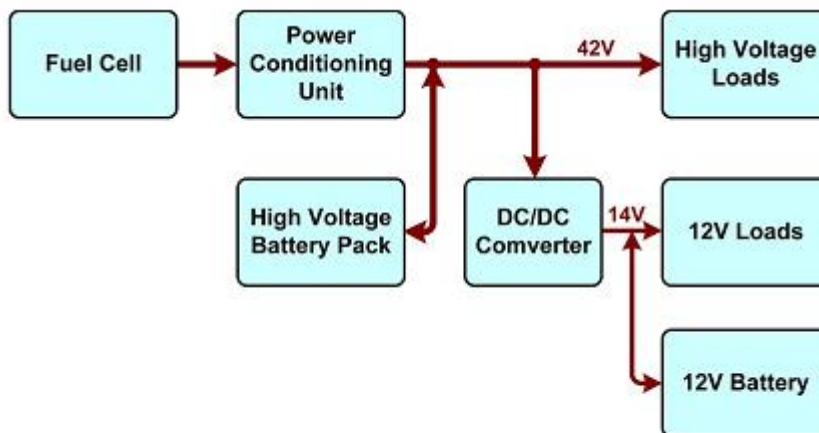 Fuel Cell
Power
Conditioning
Unit
42V
High Voltage
Loads
High Voltage
Battery Pack
DC/DC
Comverter
14V
12V Loads
12V Battery